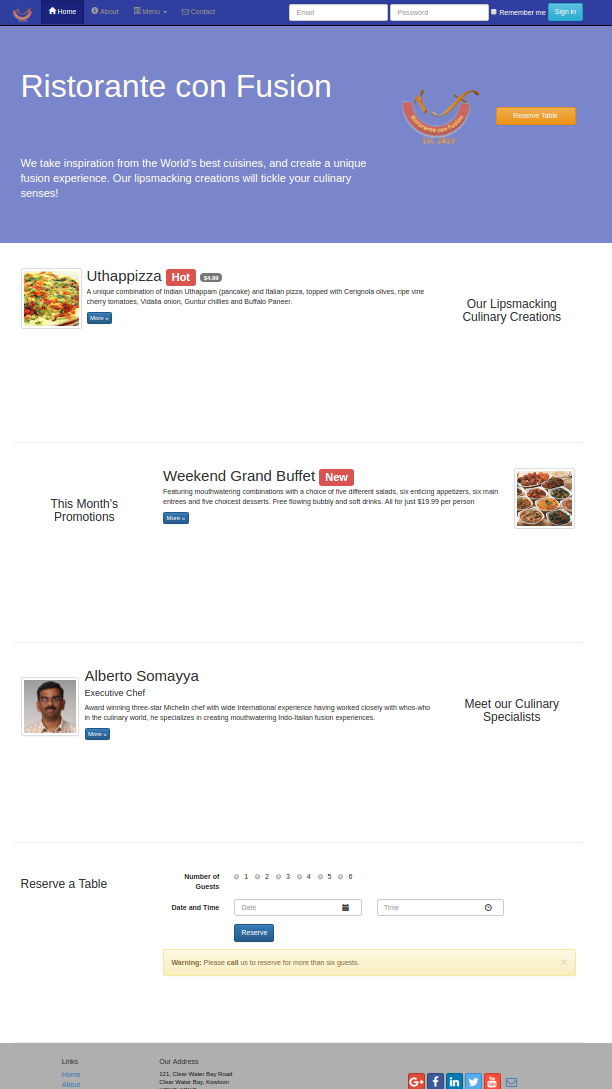 Home About Menu Contact Email Password Remember me Sign in
Ristorante con Fusion
Ristorante con Fusion
Reserve Table
We take inspiration from the World's best cuisines, and create a unique
fusion experience. Our lipsmacking creations will tickle your culinary
senses!
Uthappizza Hot $4.99
A unique combination of Indian Uthappam (pancake) and Italian pizza, topped with Cerignola olives, ripe vine
cherry tomatoes, Vidalia onion, Guntur chillies and Buffalo Paneer.
More »
Our Lipsmacking
Culinary Creations
This Month's
Promotions
Weekend Grand Buffet New
Featuring mouthwatering combinations with a choice of five different salads, six enticing appetizers, six main
entrees and five choicest desserts. Free flowing bubbly and soft drinks. All for just $19.99 per person
More »
Alberto Somayya
Executive Chef
Award winning three-star Michelin chef with wide International experience having worked closely with whos-who
in the culinary world, he specializes in creating mouthwatering Indo-Italian fusion experiences.
More »
Meet our Culinary
Specialists
Reserve a Table
Number of
Guests
1 2 3 4 5 6
Date and Time Date Time
Reserve
Warning: Please call us to reserve for more than six guests. ×
Links
Home
About
Our Address
121, Clear Water Bay Road
Clear Water Bay, Kowloon